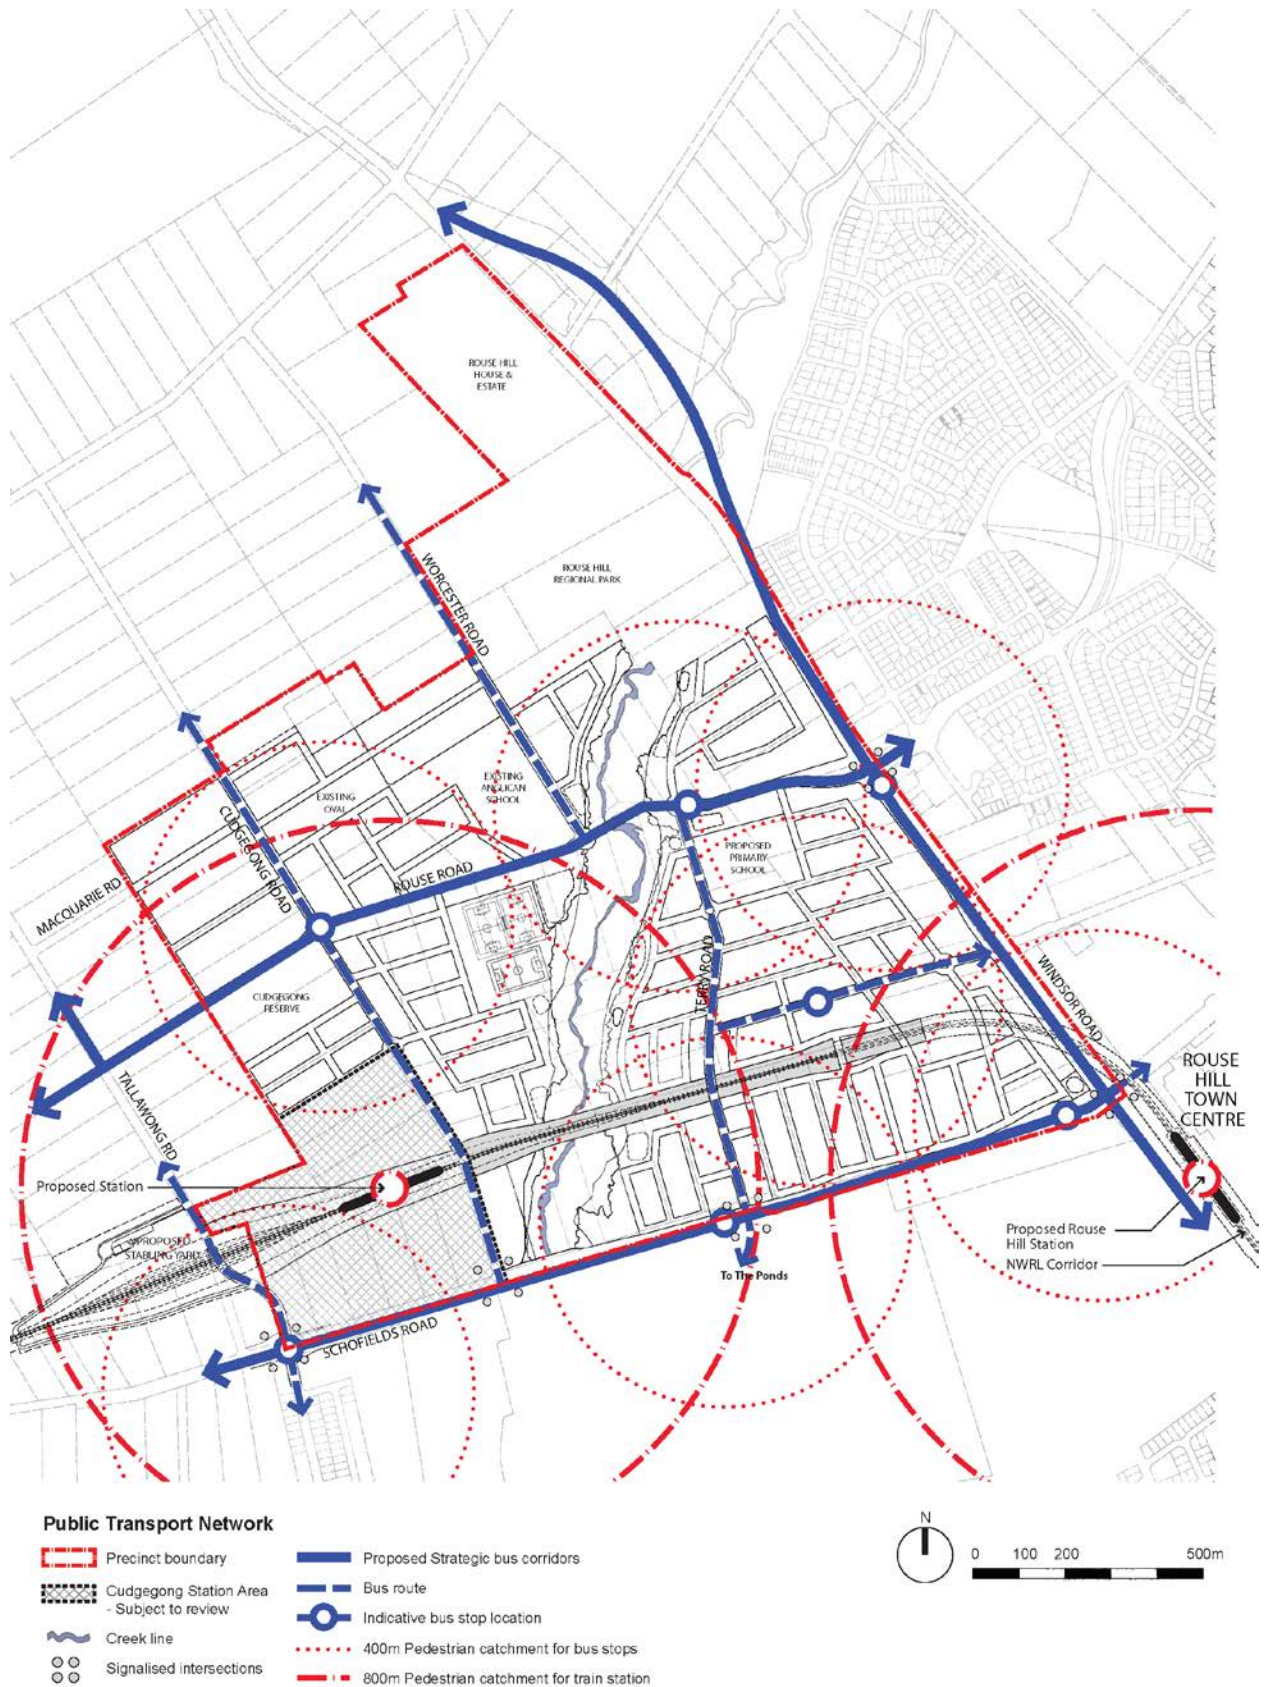 ROUSE HILL
HOUSE &
ESTATE
WORCESTER ROAD
ROUSE HILL
REGIONAL PARK
EXISTING
ANGLICAN
SCHOOL
EXISTING
OVAL
CUDGEGONG ROAD
ROUSE ROAD
PROPOSED
PRIMARY
SCHOOL
MACQUARIE RD
CUDGEGONG
RESERVE
TERRY ROAD
WINDSOR ROAD
ROUSE
HILL
TOWN
CENTRE
TALLAWONG RD
Proposed Station
PROPOSED
STABLING YARD
Proposed Rouse
Hill Station
NWRL Corridor
To The Ponds
SCHOFIELDS ROAD
Public Transport Network
Precinct boundary
Cudgegong Station Area
- Subject to review
Creek line
Signalised intersections
Proposed Strategic bus corridors
Bus route
Indicative bus stop location
400m Pedestrian catchment for bus stops
800m Pedestrian catchment for train station
N
0 100 200 500m